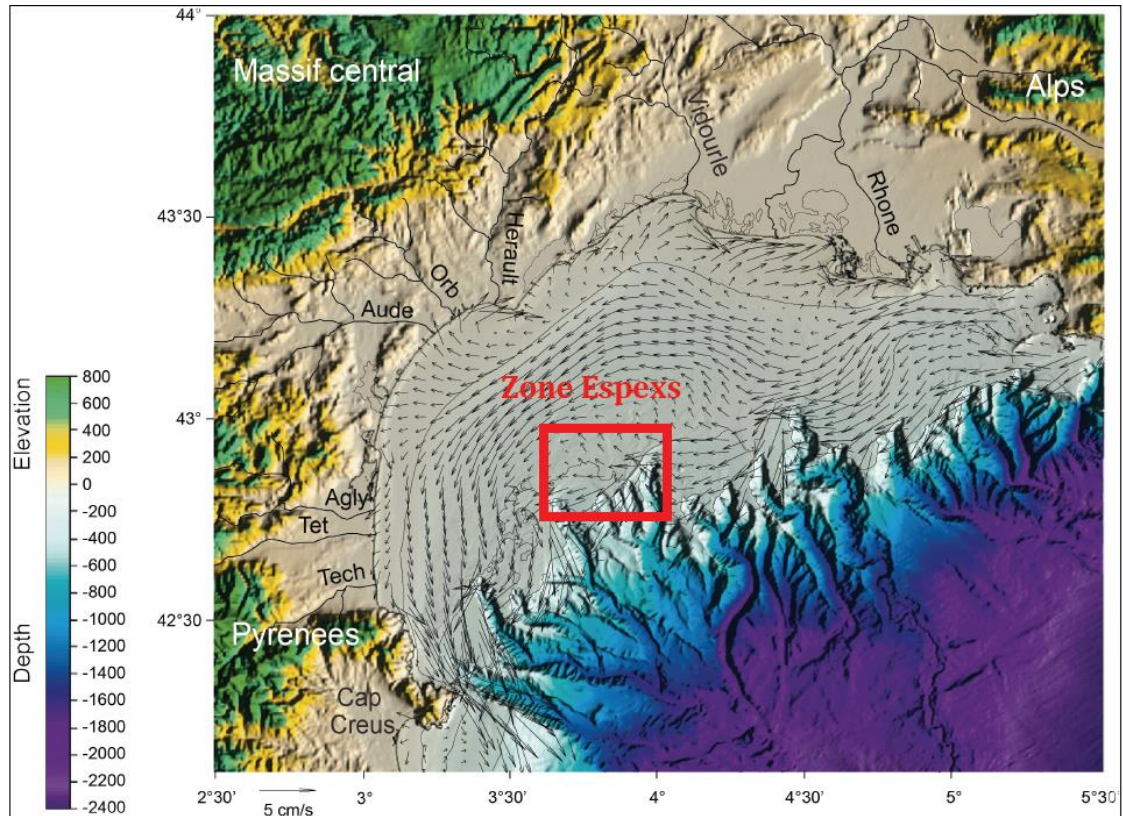 44°
Massif central
Alps
Vidourle
43°30'
Rhone
Herault
Orb
Aude
Zone Espexs
43°
Elevation
800
600
400
200
0
-200
-400
-600
-800
-1000
-1200
-1400
-1600
-1800
-2000
-2200
-2400
Depth
Agly
Tet
Tech
42°30'
Pyrenees
Cap
Creus
2°30'
3°
3°30'
4°
4°30'
5°
5°30'
5 cm/s